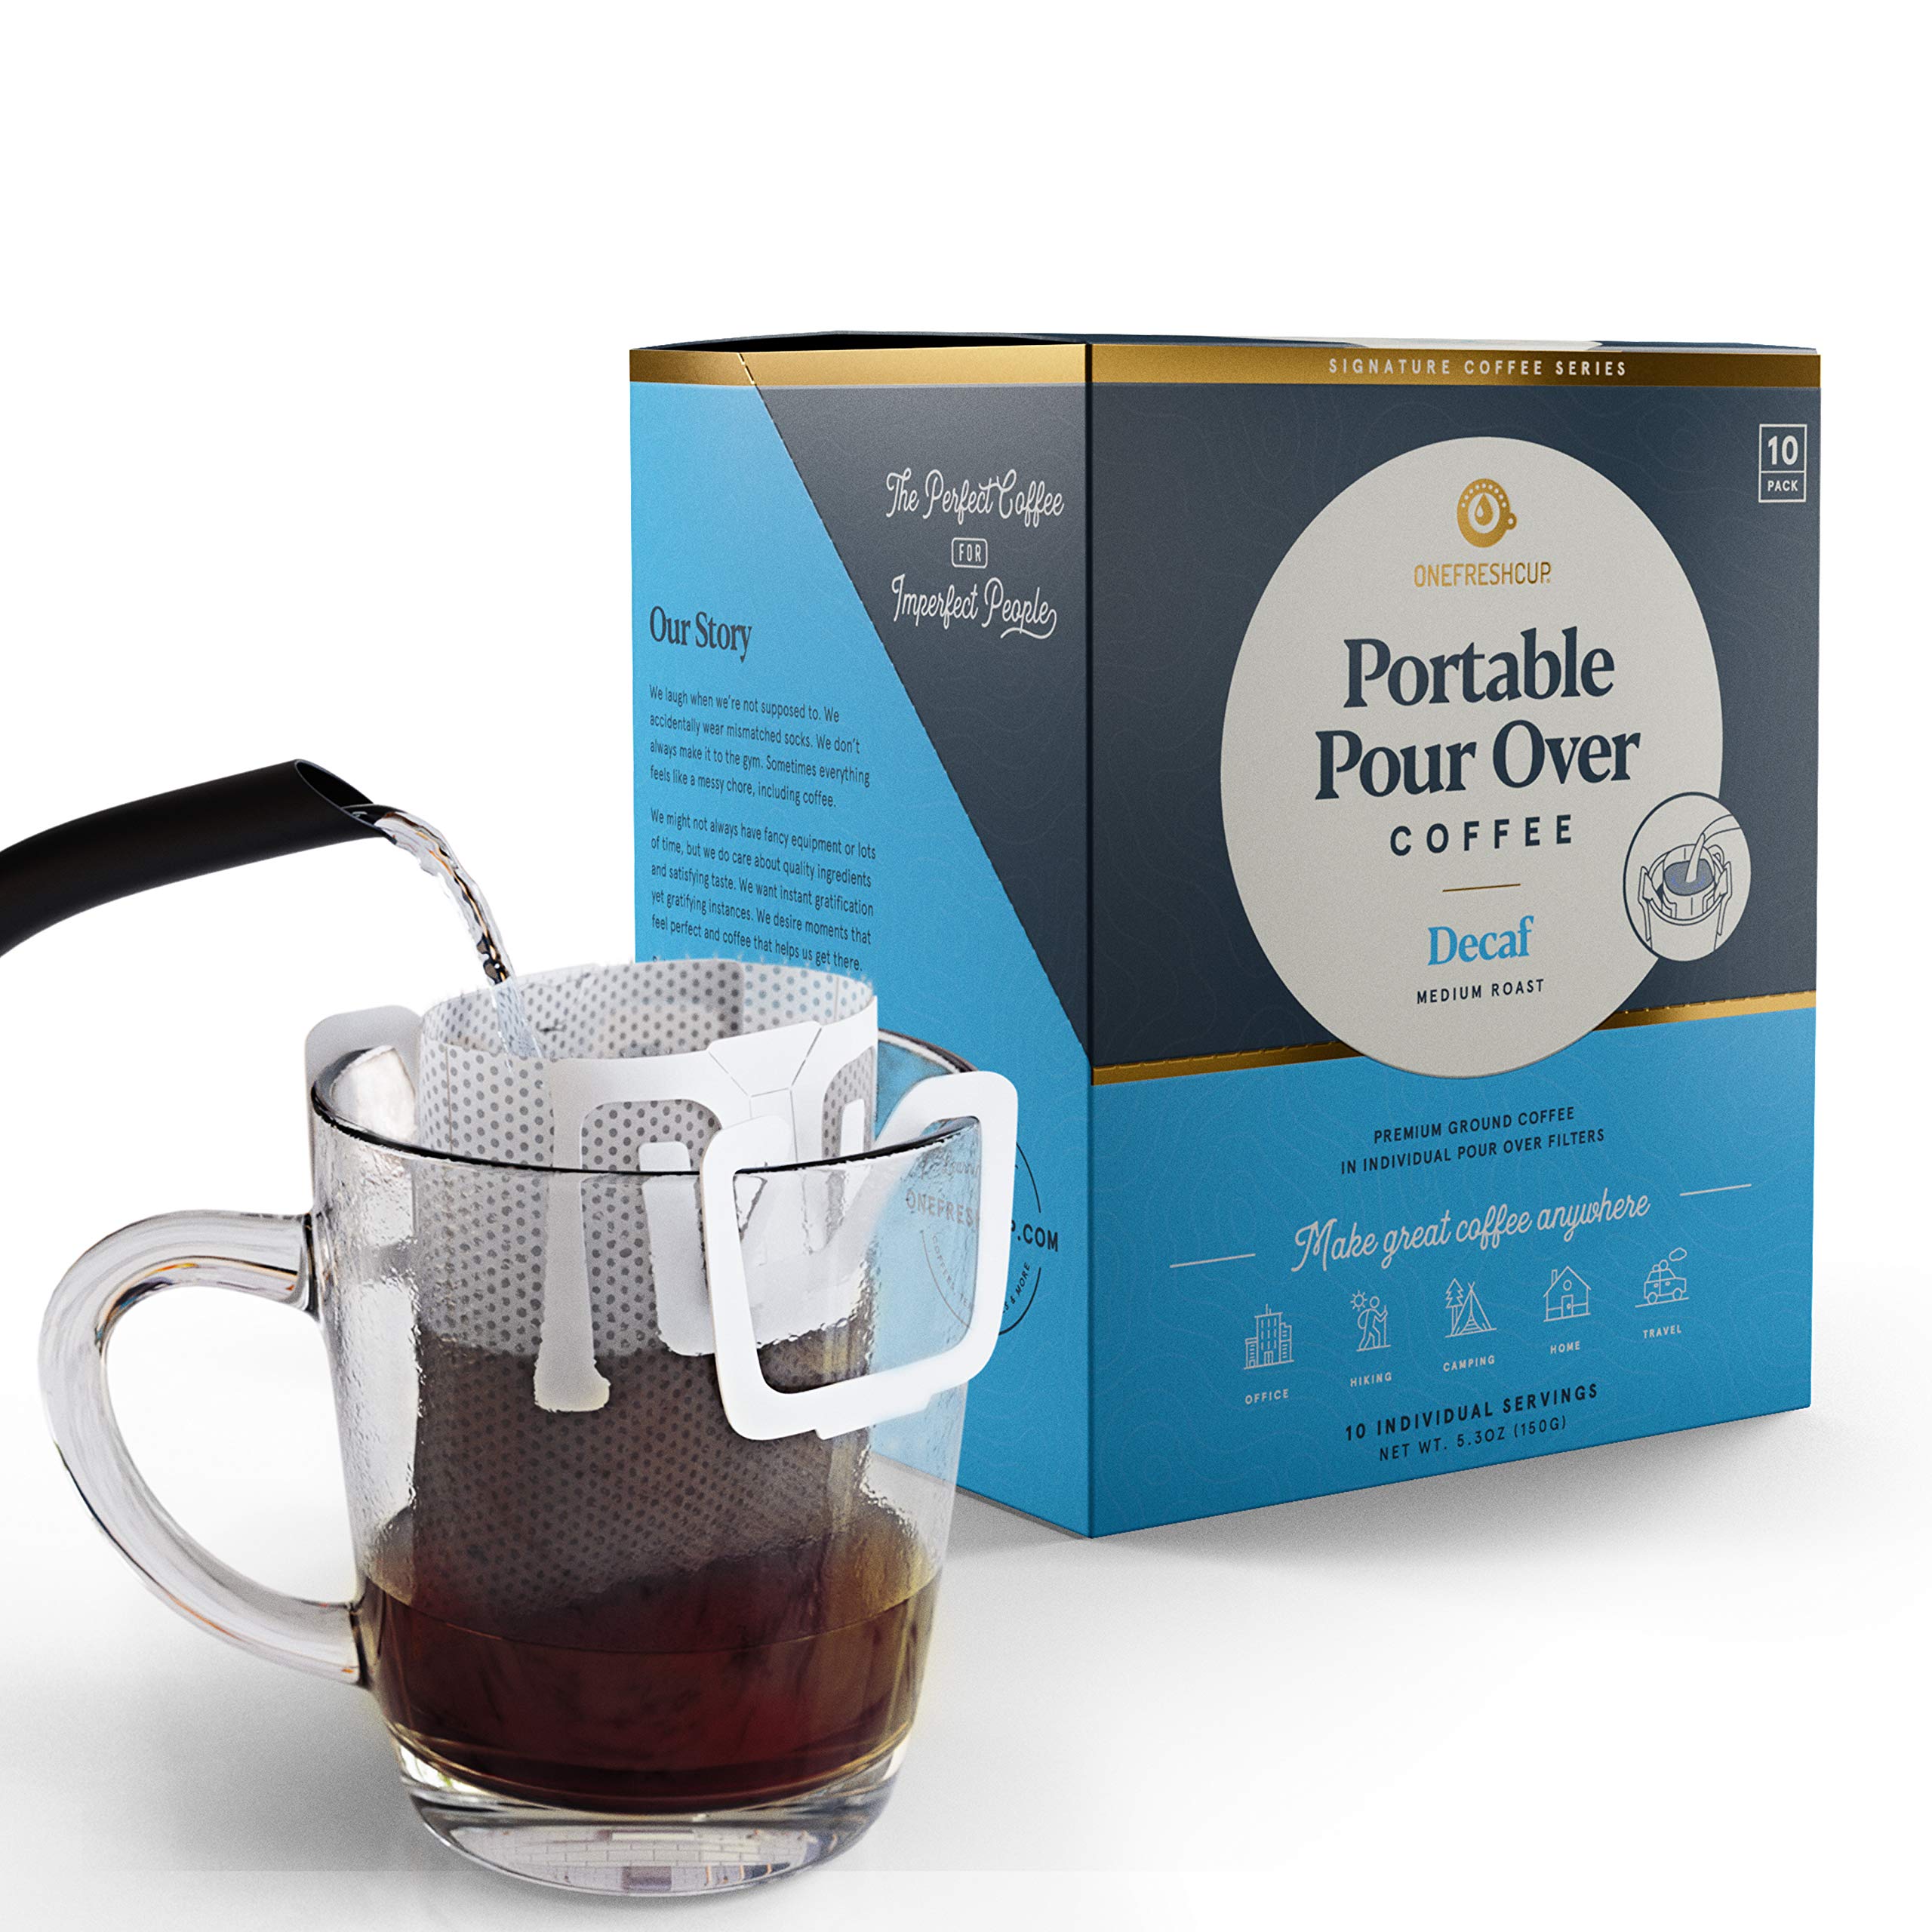 SIGNATURE COFFEE SERIES
10
PACK
ONEFRESHCUP
Portable
Pour Over
COFFEE
Decaf
MEDIUM ROAST
PREMIUM GROUND COFFEE
IN INDIVIDUAL POUR OVER FILTERS
Make great coffee anywhere
OFFICE
HIKING
CAMPING
HOME
TRAVEL
10 INDIVIDUAL SERVINGS
NET WT. 5.3OZ (150G)
The Perfect Coffee
FOR
Imperfect People
Our Story
We laugh when we're not supposed to. We
accidentally wear mismatched socks. We don't
always make it to the gym. Sometimes everything
feels like a messy chore, including coffee.
We might not always have fancy equipment or lots
of time, but we do care about quality ingredients
and satisfying taste. We want instant gratification
yet gratifying instances. We desire moments that
feel perfect and coffee that helps us get there.
ONEFRES P.COM
& MORE